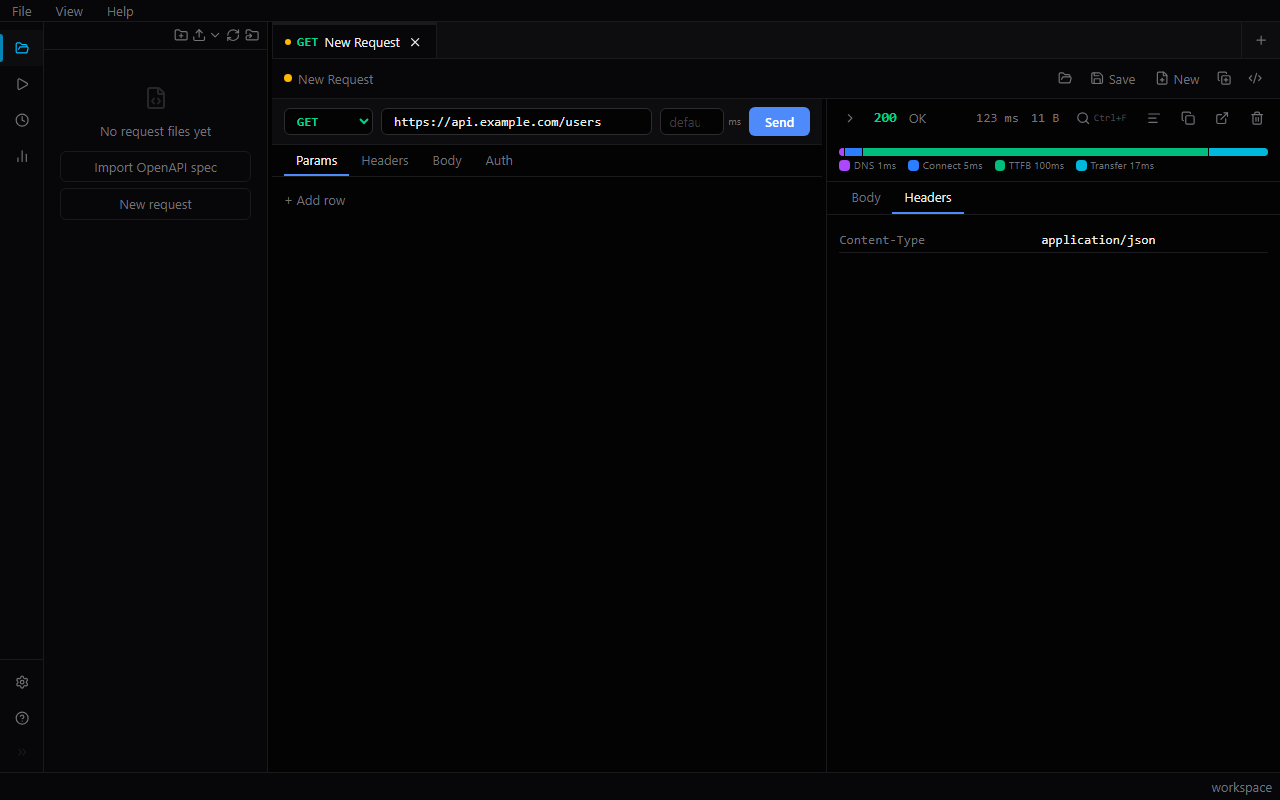 File View Help
GET New Request
New Request
Save New
No request files yet
Import OpenAPI spec
New request
GET https://api.example.com/users defau ms Send
Params Headers Body Auth
+ Add row
200 OK 123 ms 11 B Ctrl+F
DNS 1ms Connect 5ms TTFB 100ms Transfer 17ms
Body Headers
Content-Type application/json
workspace